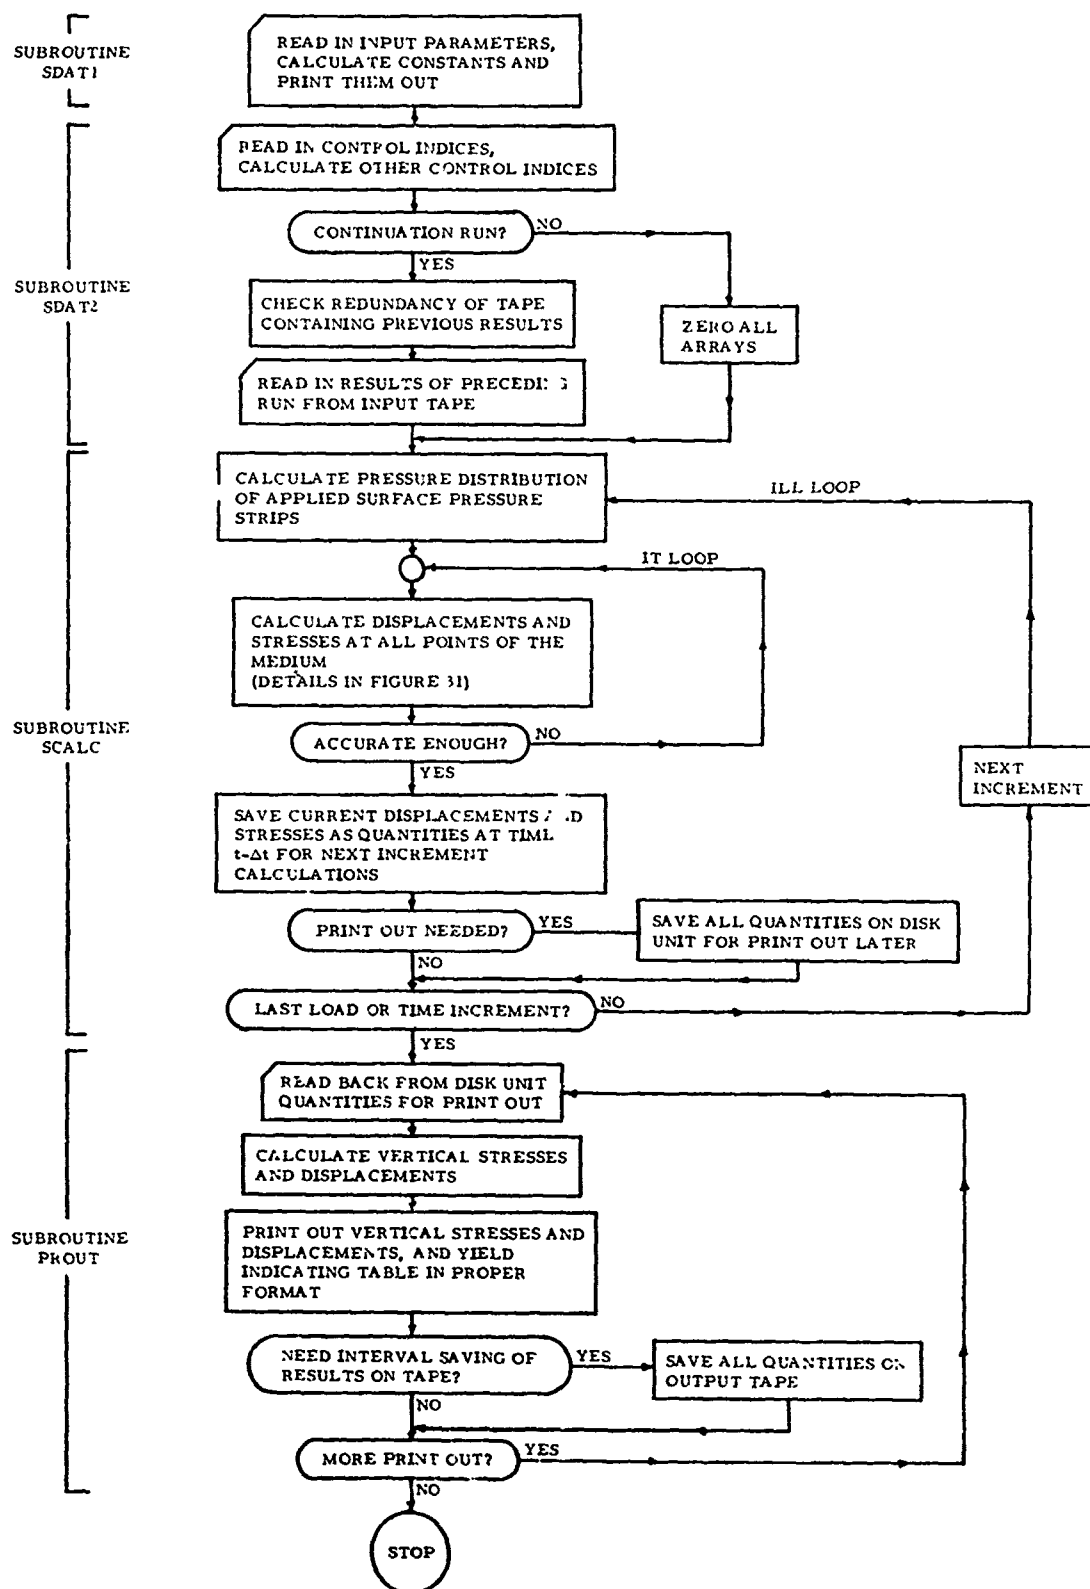 SUBROUTINE
SDAT1
READ IN INPUT PARAMETERS,
CALCULATE CONSTANTS AND
PRINT THEM OUT
SUBROUTINE
SDAT2
READ IN CONTROL INDICES,
CALCULATE OTHER CONTROL INDICES
CONTINUATION RUN?
NO
YES
CHECK REDUNDANCY OF TAPE
CONTAINING PREVIOUS RESULTS
ZERO ALL
ARRAYS
READ IN RESULTS OF
RUN FROM INPUT TAPE
SUBROUTINE
SCALC
CALCULATE PRESSURE DISTRIBUTION
OF APPLIED SURFACE PRESSURE
STRIPS
ILL LOOP
IT LOOP
CALCULATE DISPLACEMENTS AND
STRESSES AT ALL POINTS OF THE
MEDIUM
(DETAILS IN FIGURE 31)
ACCURATE ENOUGH?
NO
YES
NEXT
INCREMENT
SAVE CURRENT DISPLACEMENTS
STRESSES AS QUANTITIES AT TIME
t-Δt FOR NEXT INCREMENT
CALCULATIONS
PRINT OUT NEEDED?
YES
SAVE ALL QUANTITIES ON DISK
UNIT FOR PRINT OUT LATER
NO
LAST LOAD OR TIME INCREMENT?
NO
YES
SUBROUTINE
PROUT
READ BACK FROM DISK UNIT
QUANTITIES FOR PRINT OUT
CALCULATE VERTICAL STRESSES
AND DISPLACEMENTS
PRINT OUT VERTICAL STRESSES AND
DISPLACEMENTS, AND YIELD
INDICATING TABLE IN PROPER
FORMAT
NEED INTERVAL SAVING OF
RESULTS ON TAPE?
YES
SAVE ALL QUANTITIES ON
OUTPUT TAPE
NO
MORE PRINT OUT?
YES
NO
STOP